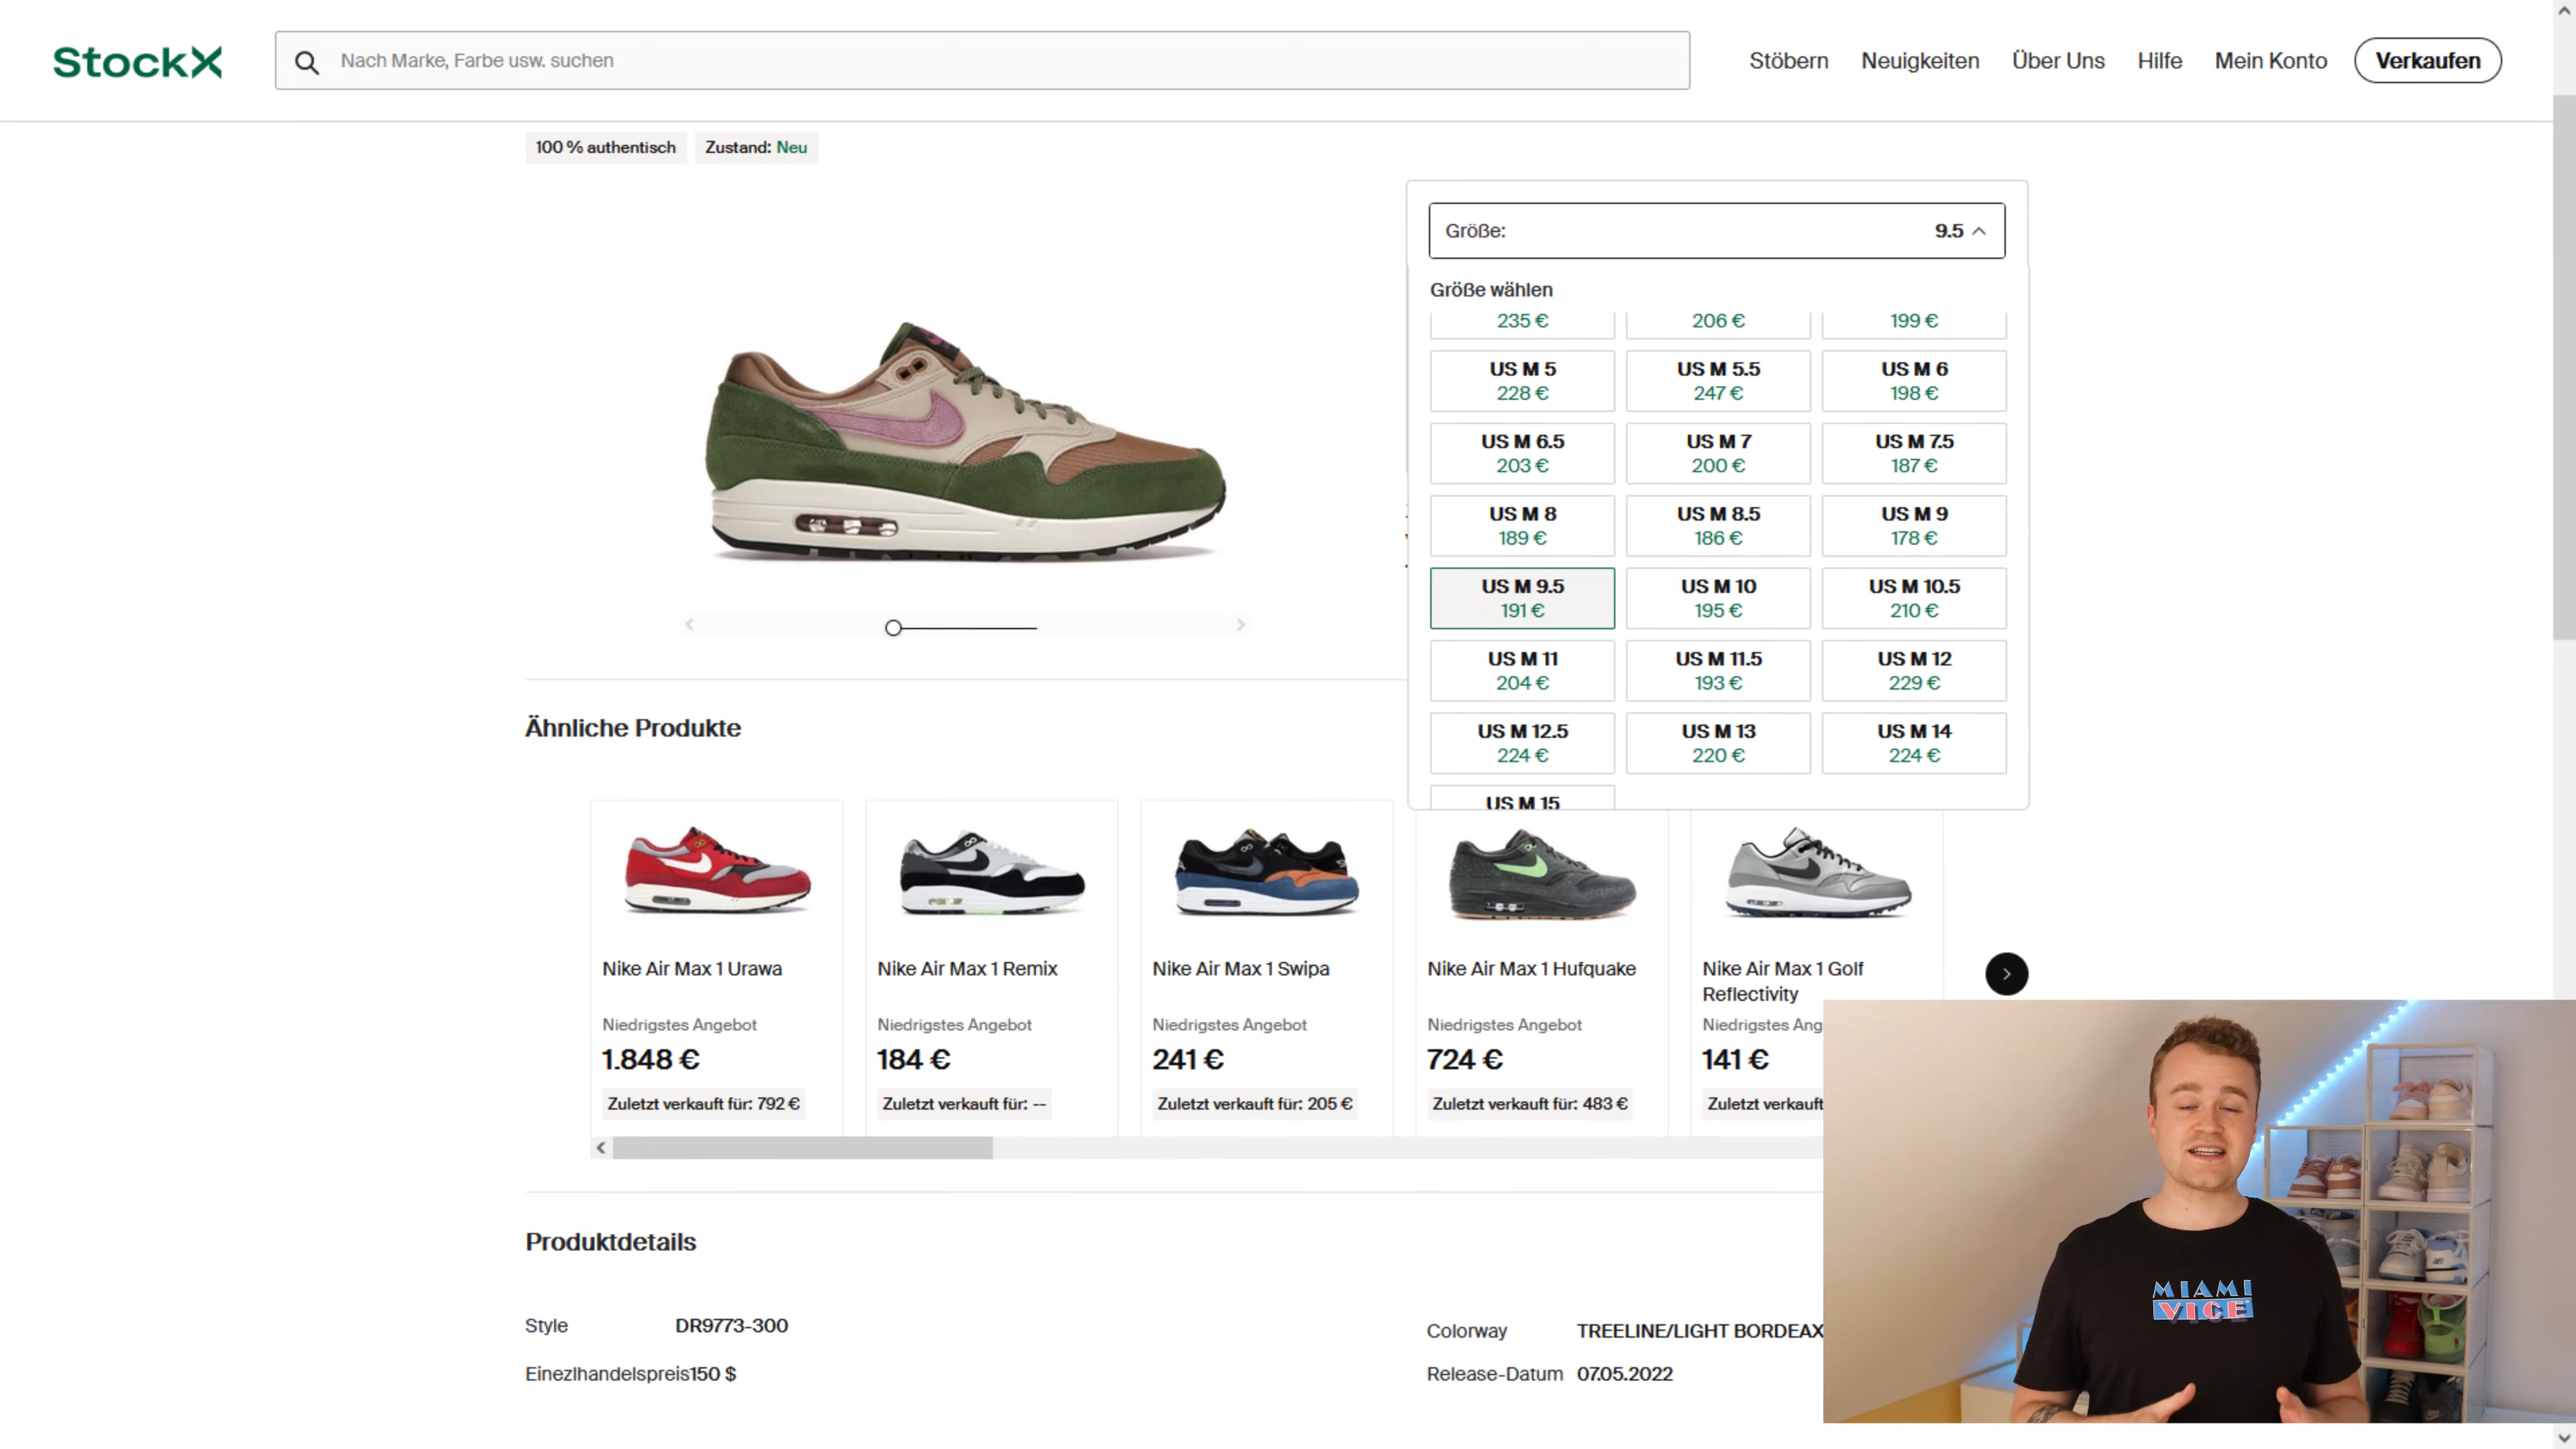 StockX
Nach Marke, Farbe usw. suchen
Stöbern
Neuigkeiten
Über Uns
Hilfe
Mein Konto
Verkaufen
100 % authentisch
Zustand: Neu
Größe:
9.5
Größe wählen
235 €
206 €
199 €
US M 5
228 €
US M 5.5
247 €
US M 6
198 €
US M 6.5
203 €
US M 7
200 €
US M 7.5
187 €
US M 8
189 €
US M 8.5
186 €
US M 9
178 €
US M 9.5
191 €
US M 10
195 €
US M 10.5
210 €
US M 11
204 €
US M 11.5
193 €
US M 12
229 €
US M 12.5
224 €
US M 13
220 €
US M 14
224 €
US M 15
Ähnliche Produkte
Nike Air Max 1 Urawa
Niedrigstes Angebot
1.848 €
Zuletzt verkauft für: 792 €
Nike Air Max 1 Remix
Niedrigstes Angebot
184 €
Zuletzt verkauft für: --
Nike Air Max 1 Swipa
Niedrigstes Angebot
241 €
Zuletzt verkauft für: 205 €
Nike Air Max 1 Hufquake
Niedrigstes Angebot
724 €
Zuletzt verkauft für: 483 €
Nike Air Max 1 Golf
Reflectivity
Niedrigstes Ang
141 €
Zuletzt verkauft
Produktdetails
Style
DR9773-300
Colorway
TREELINE/LIGHT BORDEAX
Einezlhandelspreis
150 $
Release-Datum
07.05.2022
MIAMI
VICE